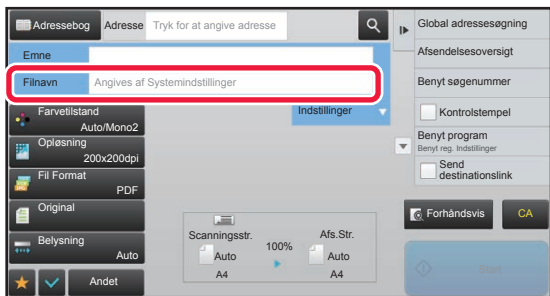 Adressebog
Adresse
Tryk for at angive adresse
Emne
Filnavn
Angives af Systemindstillinger
Farvetilstand
Auto/Mono2
Opløsning
200x200dpi
Fil Format
PDF
Original
Belysning
Auto
Andet
Indstillinger
Scanningsstr.
Auto
A4
100%
Afs.Str.
Auto
A4
Global adressesøgning
Afsendelsesoversigt
Benyt søgenummer
Kontrolstempel
Benyt program
Benyt reg. Indstillinger
Send
destinationslink
Forhåndsvis
CA
Start